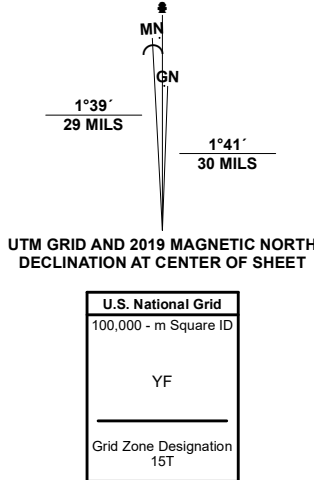 MN
GN
1°39´
29 MILS
1°41´
30 MILS
UTM GRID AND 2019 MAGNETIC NORTH
DECLINATION AT CENTER OF SHEET
U.S. National Grid
100,000 - m Square ID
YF
Grid Zone Designation
15T